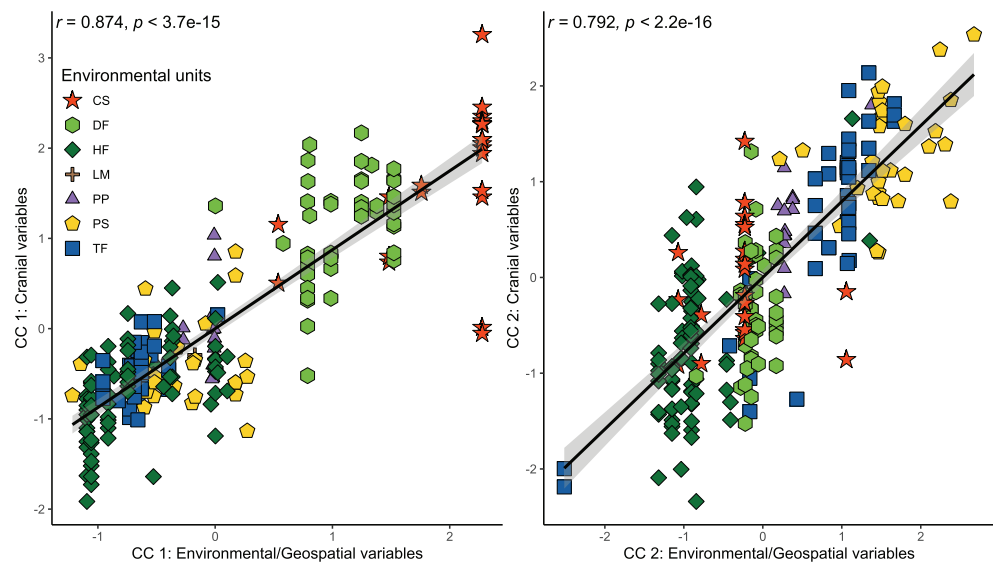 r = 0.874, p < 3.7e-15
Environmental units
CS
DF
HF
LM
PP
PS
TF
3
2
1
0
-1
-2
CC 1: Cranial variables
-1
0
1
2
CC 1: Environmental/Geospatial variables
r = 0.792, p < 2.2e-16
2
1
0
-1
-2
CC 2: Cranial variables
-2
-1
0
1
2
CC 2: Environmental/Geospatial variables